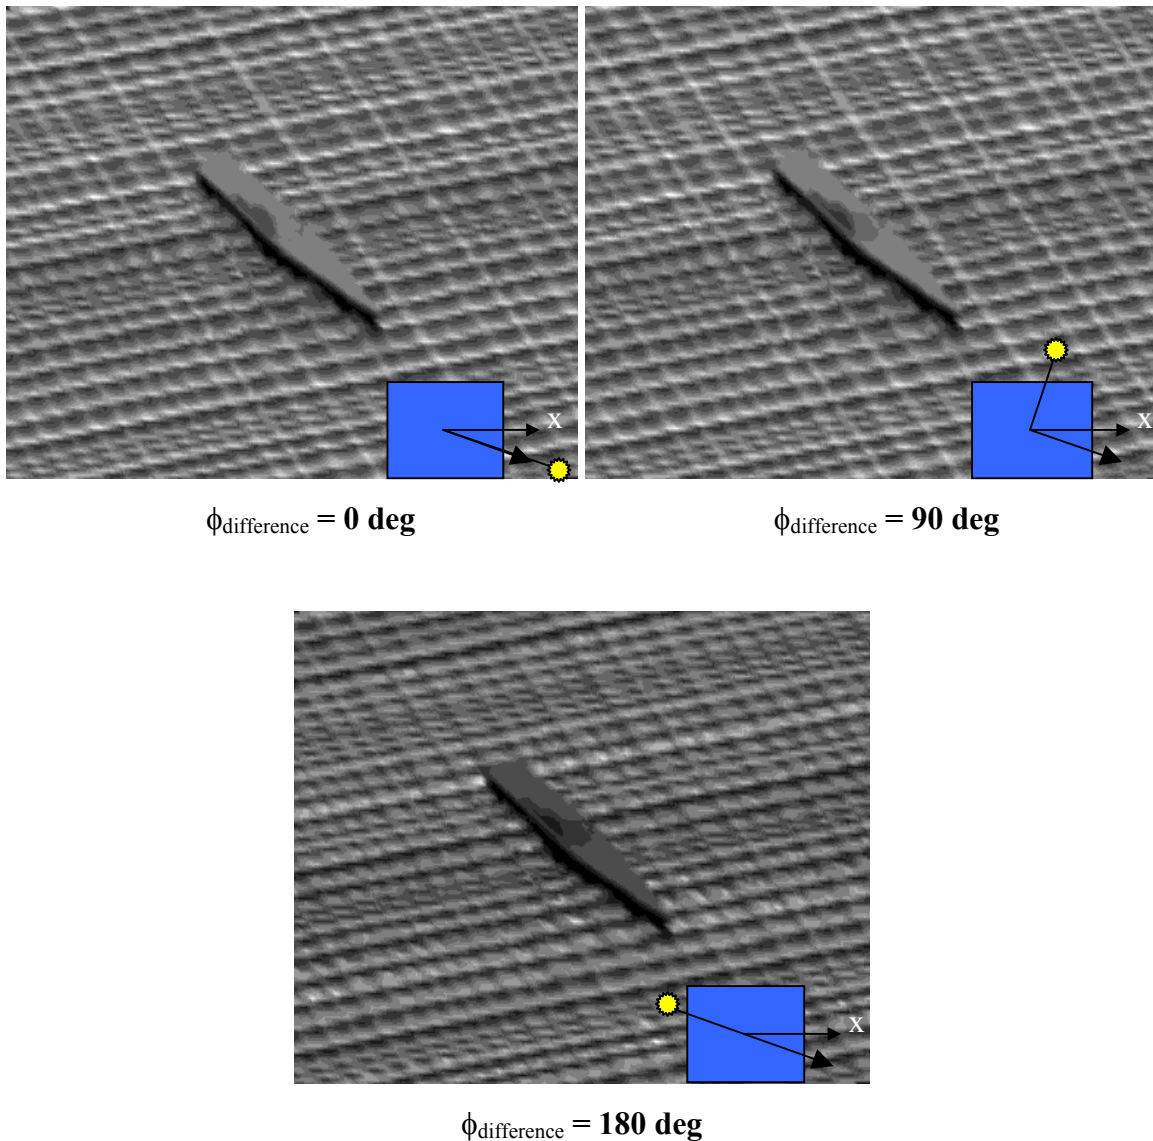 x
x
ϕdifference = 0 deg
ϕdifference = 90 deg
x
ϕdifference = 180 deg